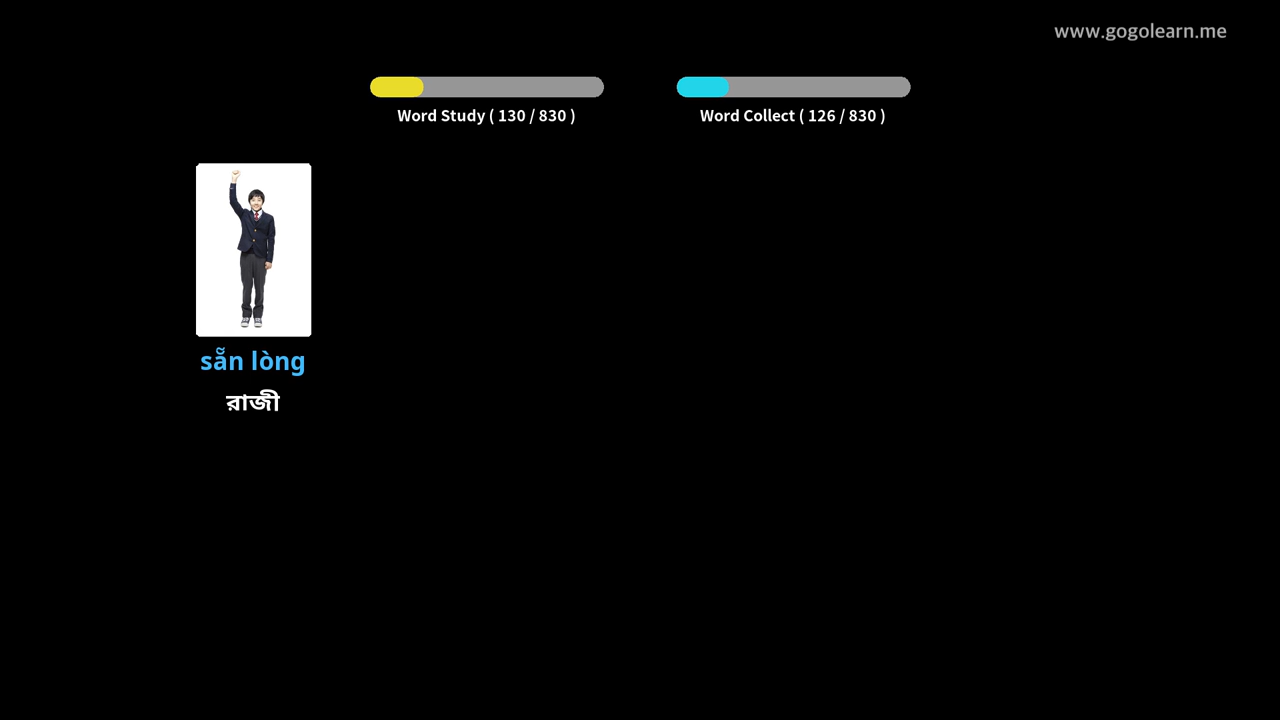 www.gogolearn.me
Word Study ( 130 / 830 )
Word Collect ( 126 / 830 )
sẵn lòng
রাজী